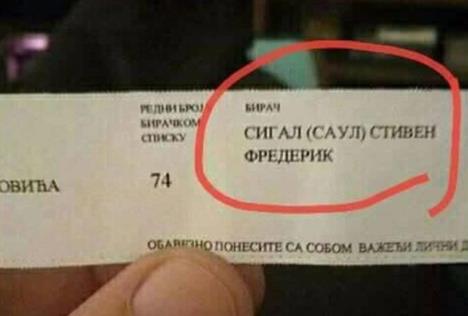 РЕДНИ БРОЈ
БИРАЧКОМ
СПИСКУ
БИРАЧ
СИГАЛ (САУЛ) СТИВЕН
ФРЕДЕРИК
ОВИЋА
74
ОБАВЕЗНО ПОНЕСИТЕ СА СОБОМ ВАЖЕЋИ ЛИЧНИ